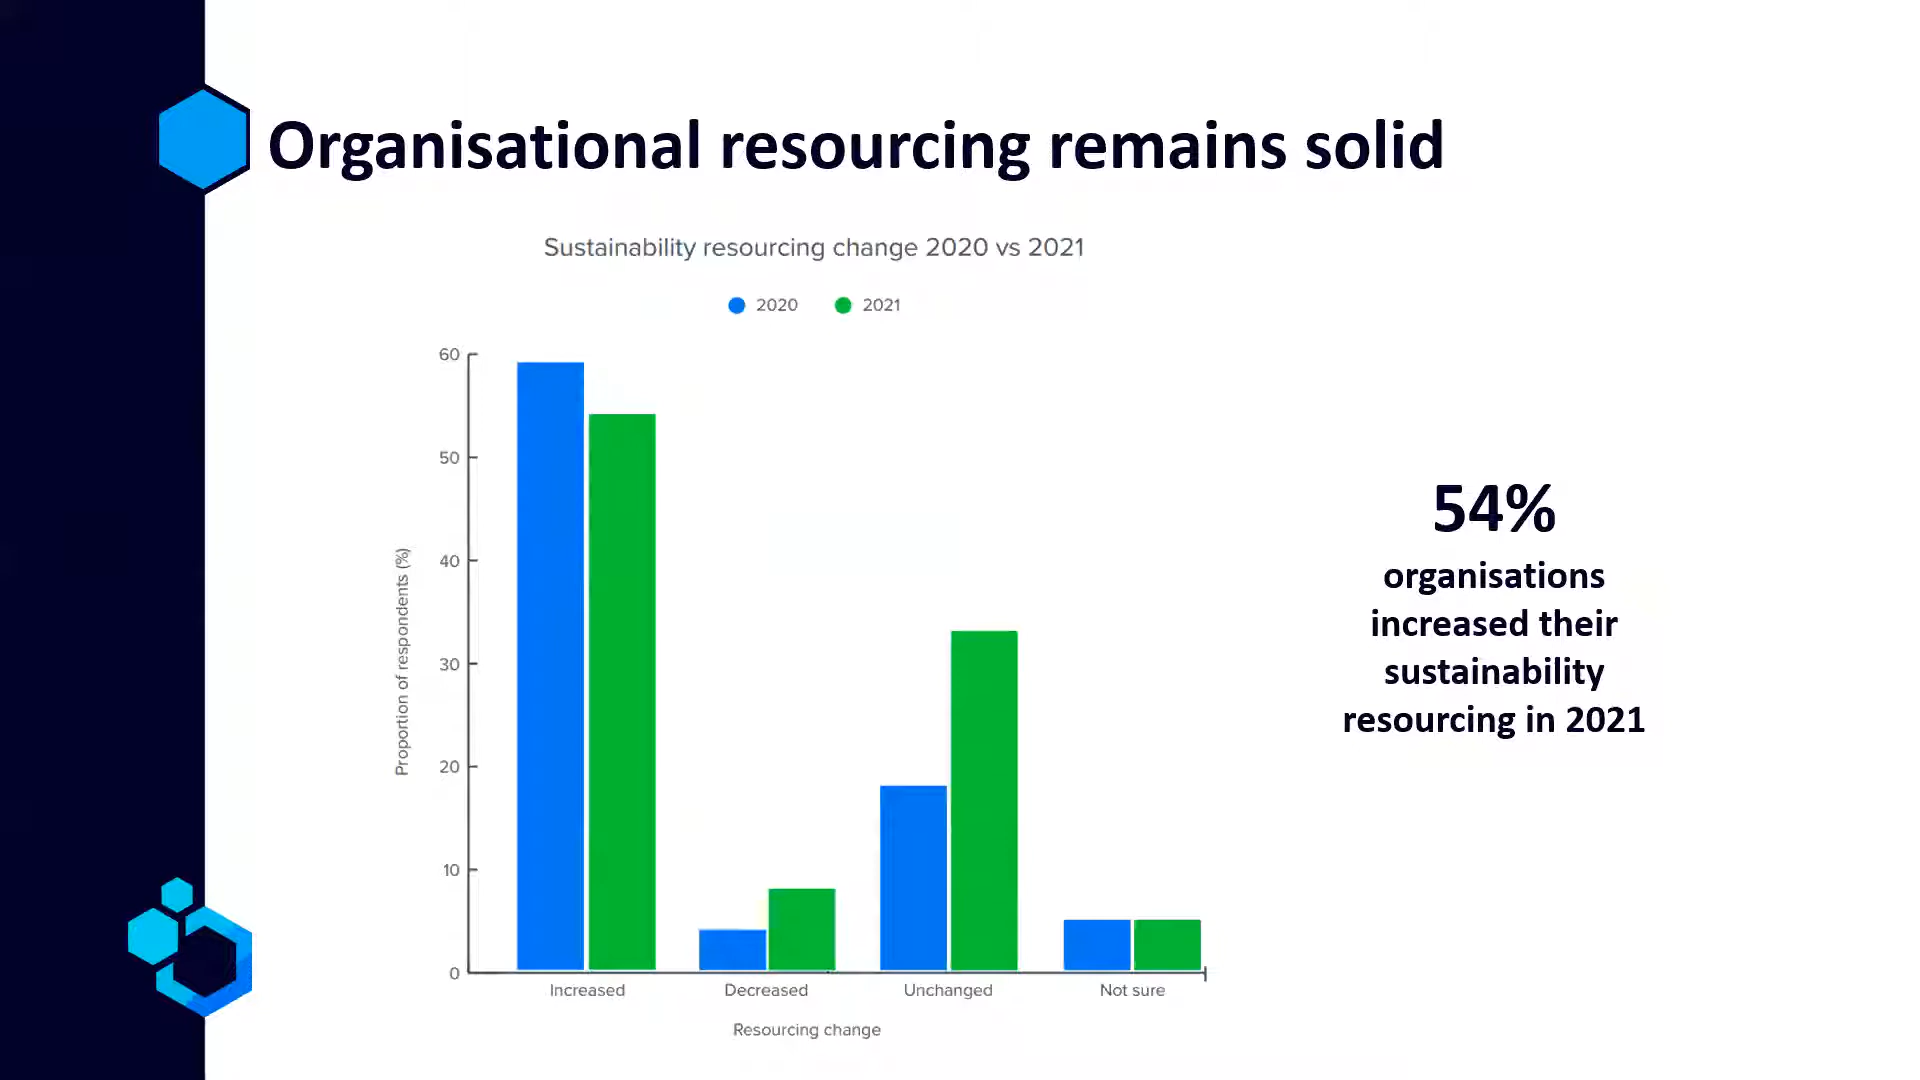 Organisational resourcing remains solid
Sustainability resourcing change 2020 vs 2021
2020 2021
60
50
40
30
20
10
0
Proportion of respondents (%)
Increased Decreased Unchanged Not sure
Resourcing change
54%
organisations
increased their
sustainability
resourcing in 2021